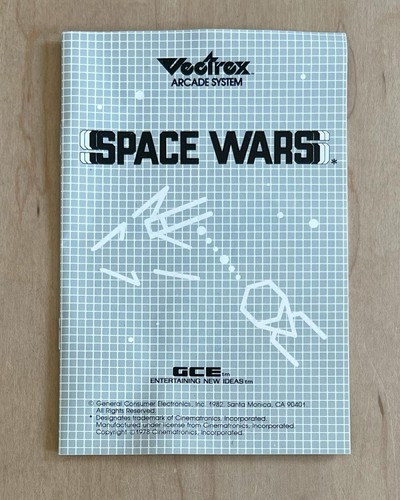 Vectrex™
ARCADE SYSTEM
SPACE WARS*
GCE tm
ENTERTAINING NEW IDEAS tm
© General Consumer Electronics, Inc. 1982. Santa Monica, CA 90401.
All Rights Reserved.
* Designates trademark of Cinematronics, Incorporated.
Manufactured under license from Cinematronics, Incorporated.
Copyright ©1978 Cinematronics, Incorporated.